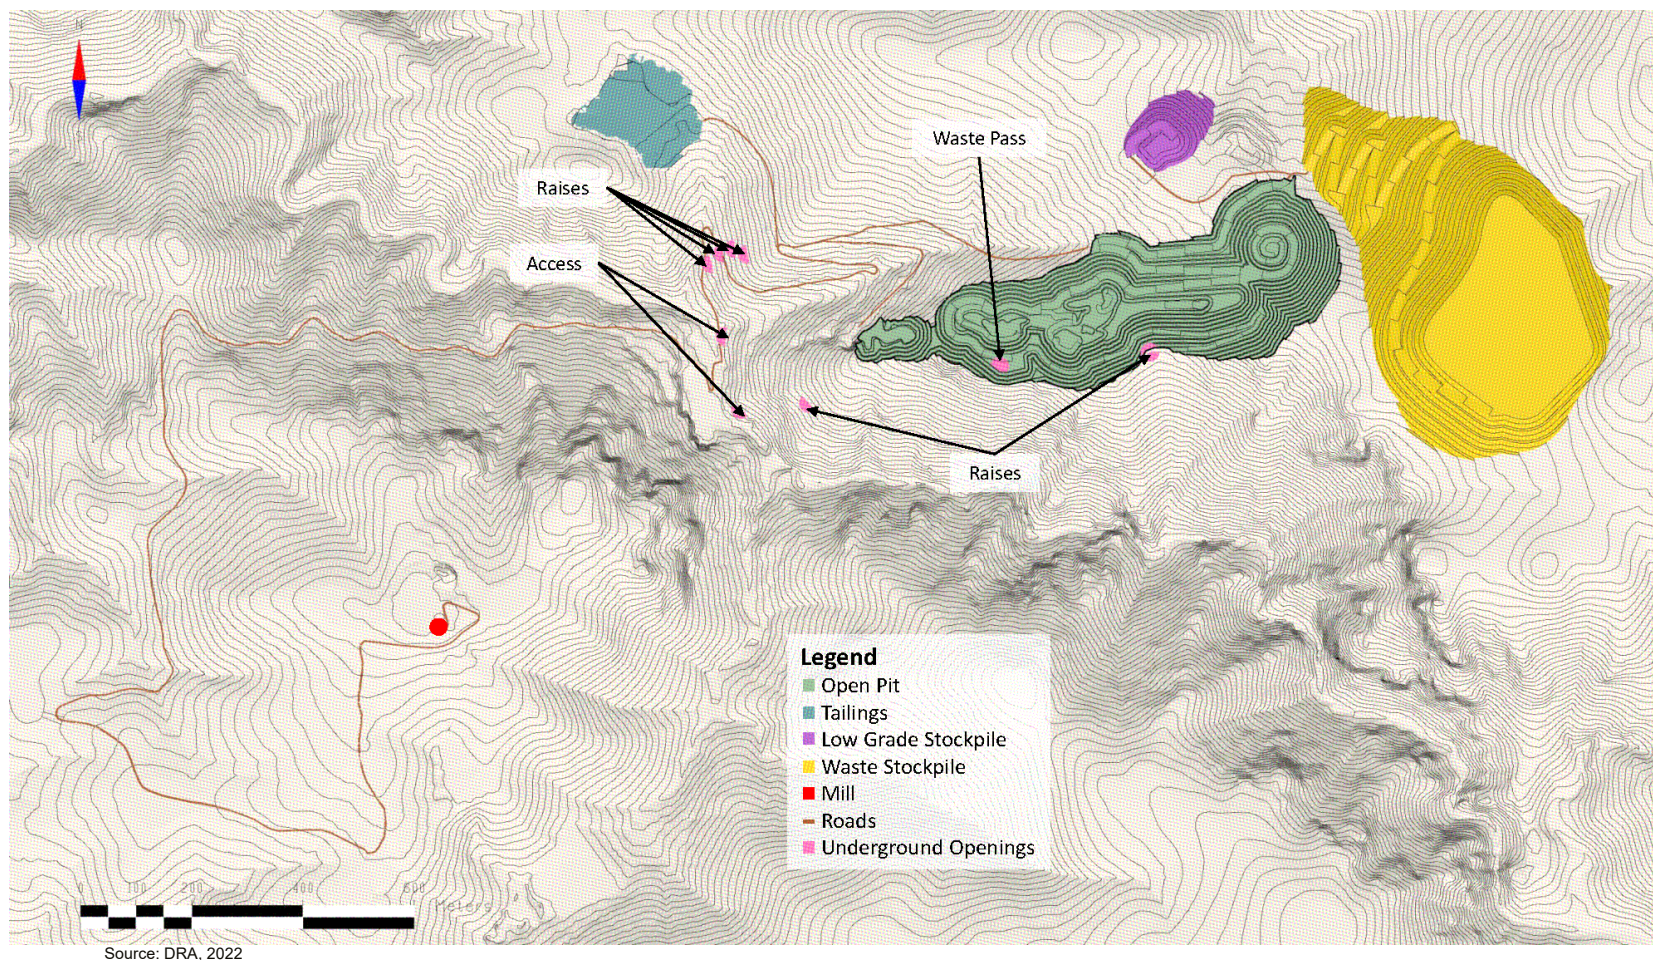 N
Waste Pass
Raises
Access
Raises
Legend
Open Pit
Tailings
Low Grade Stockpile
Waste Stockpile
Mill
Roads
Underground Openings
0 100 200 400 600
Meters
Source: DRA, 2022